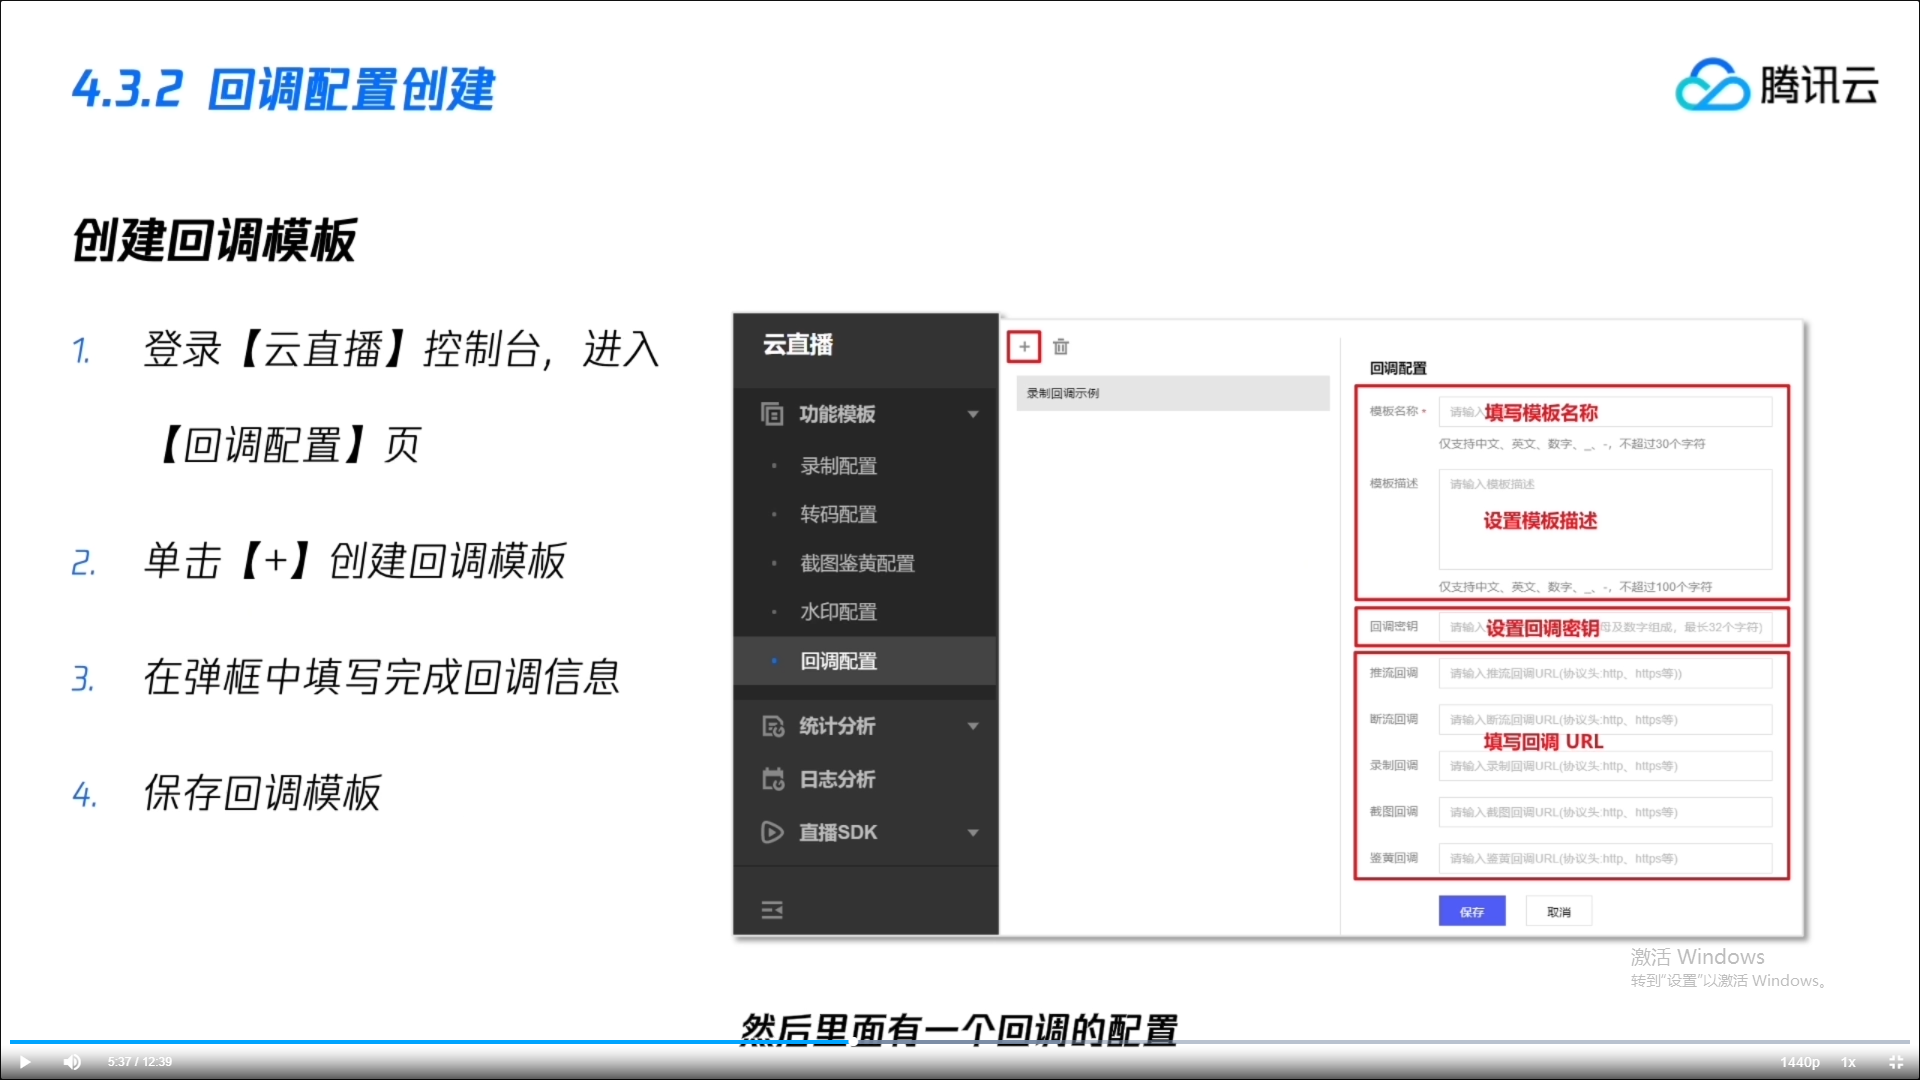 4.3.2 回调配置创建
腾讯云
创建回调模板
1. 登录【云直播】控制台，进入
【回调配置】页
2. 单击【+】创建回调模板
3. 在弹框中填写完成回调信息
4. 保存回调模板
云直播
功能模板
录制配置
转码配置
截图鉴黄配置
水印配置
回调配置
统计分析
日志分析
直播SDK
+
录制回调示例
回调配置
模板名称* 请输入 填写模板名称
仅支持中文、英文、数字、_、-，不超过30个字符
模板描述 请输入模板描述
设置模板描述
仅支持中文、英文、数字、_、-，不超过100个字符
回调密钥 请输入 设置回调密钥 母及数字组成，最长32个字符)
推流回调 请输入推流回调URL(协议头:http、https等))
断流回调 请输入断流回调URL(协议头:http、https等)
填写回调 URL
录制回调 请输入录制回调URL(协议头:http、https等)
截图回调 请输入截图回调URL(协议头:http、https等)
鉴黄回调 请输入鉴黄回调URL(协议头:http、https等)
保存 取消
激活 Windows
转到“设置”以激活 Windows。
然后里面有一个回调的配置
5:37 / 12:39
1440p 1x